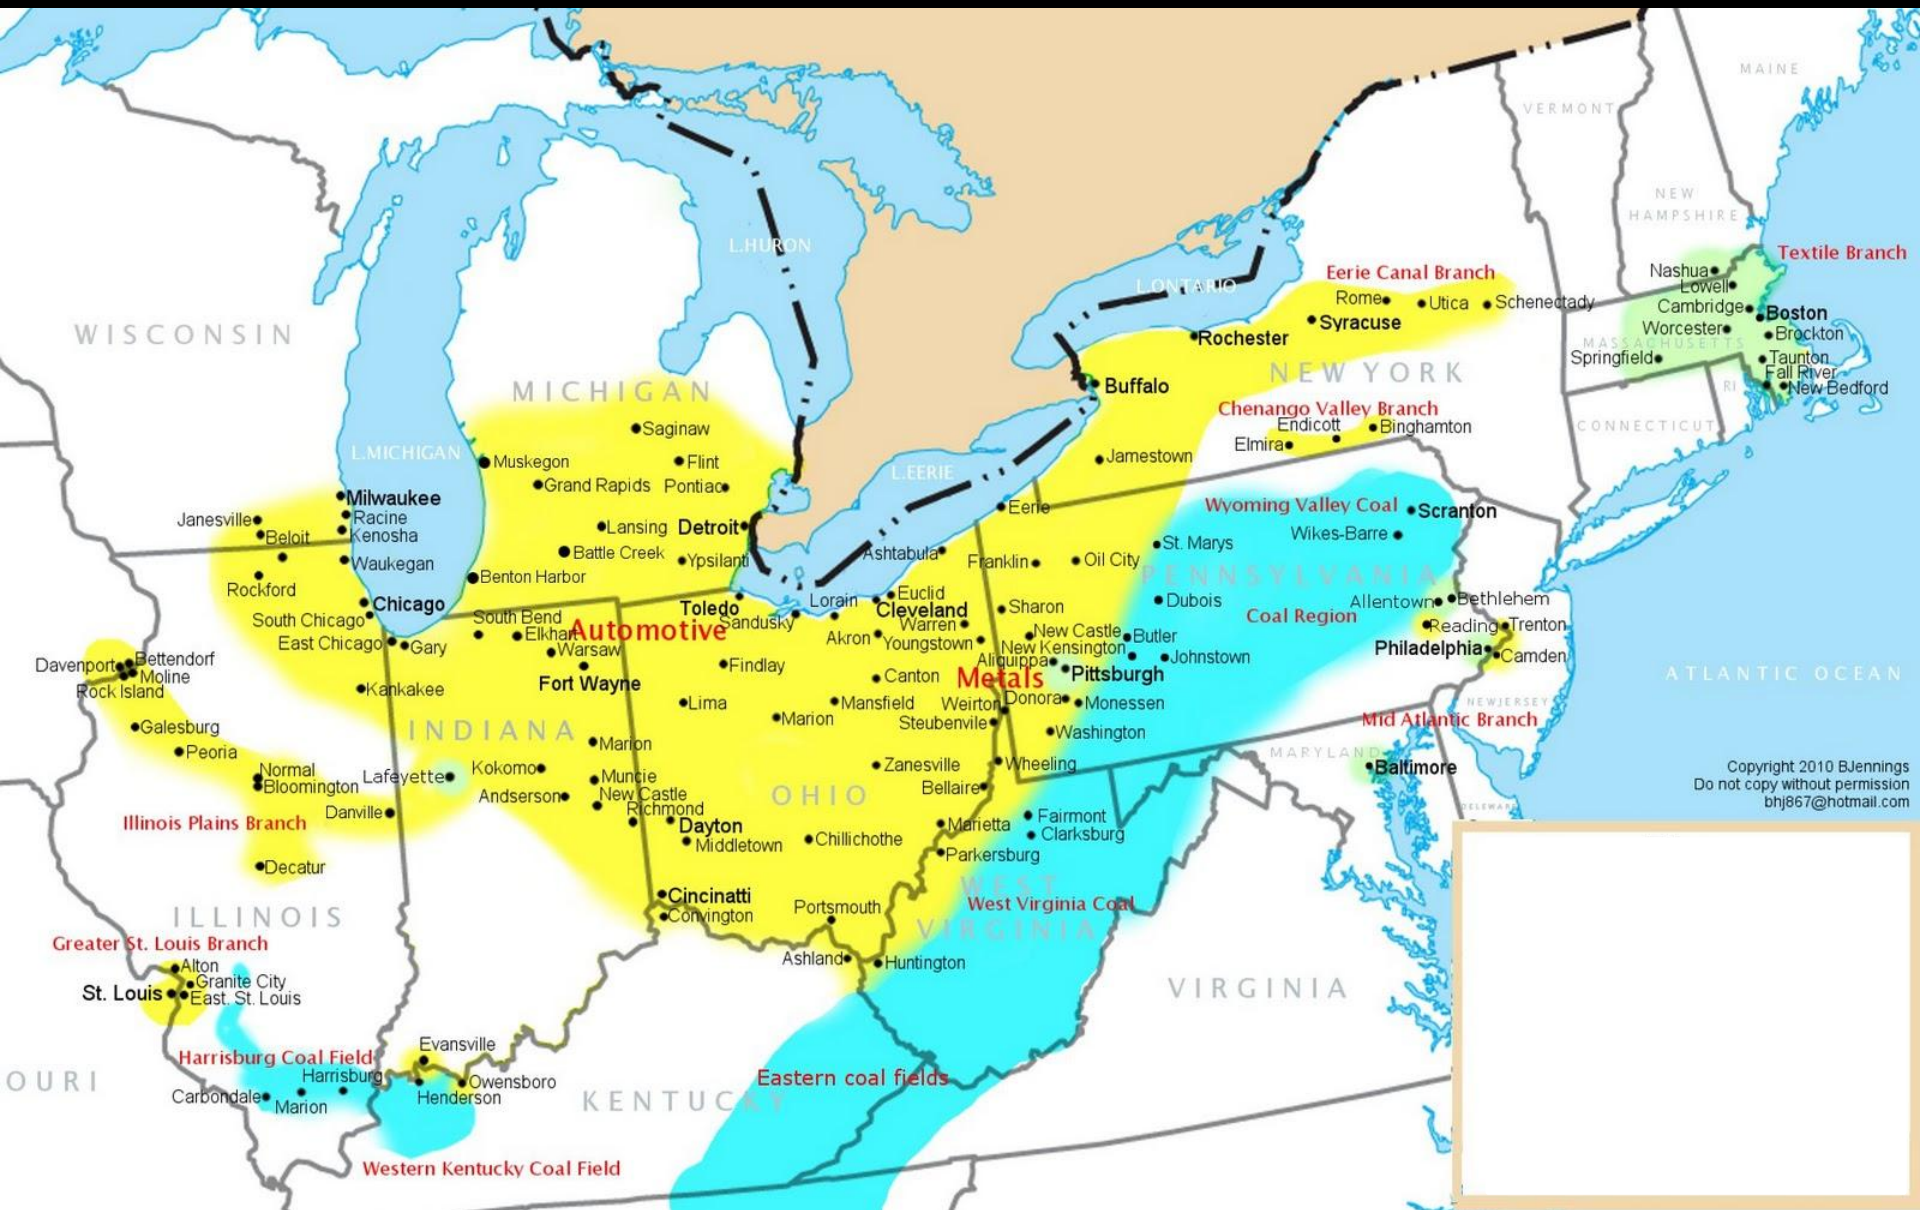 MAINE
VERMONT
NEW
HAMPSHIRE
L.HURON
Textile Branch
Eerie Canal Branch
Nashua
Lowell
L.ONTARIO
Rome
Utica
Schenectady
Cambridge
Boston
Syracuse
Worcester
Brockton
WISCONSIN
Rochester
MASSACHUSETTS
Springfield
Taunton
Fall River
NEW YORK
RI
New Bedford
MICHIGAN
Buffalo
Chenango Valley Branch
Endicott
Binghamton
CONNECTICUT
Saginaw
Elmira
L.MICHIGAN
Jamestown
Muskegon
Flint
L.EERIE
Grand Rapids
Pontiac
Milwaukee
Eerie
Wyoming Valley Coal
Scranton
Janesville
Racine
Lansing
Detroit
Beloit
Kenosha
Wikes-Barre
Battle Creek
Ashtabula
St. Marys
Waukegan
Ypsilanti
Franklin
Oil City
PENNSYLVANIA
Benton Harbor
Rockford
Euclid
Chicago
Toledo
Lorain
Cleveland
Sharon
Dubois
Allentown
Bethlehem
South Chicago
South Bend
Sandusky
Warren
Coal Region
Elkhart
Automotive
Akron
Youngstown
New Castle
Butler
Reading
Trenton
East Chicago
Gary
Warsaw
New Kensington
Philadelphia
Davenport
Bettendorf
Findlay
Aliquippa
Johnstown
Camden
Moline
Canton
Metals
Pittsburgh
ATLANTIC OCEAN
Rock Island
Kankakee
Fort Wayne
Lima
Mansfield
Weirton
Donora
Monessen
NEWJERSEY
Galesburg
INDIANA
Marion
Steubenville
Mid Atlantic Branch
Peoria
Marion
Washington
MARYLAND
Normal
Lafeyette
Kokomo
Muncie
Zanesville
Wheeling
Baltimore
Copyright 2010 BJennings
Bloomington
Andserson
New Castle
OHIO
Bellaire
Do not copy without permission
Danville
Richmond
DELEWARE
bhj867@hotmail.com
Illinois Plains Branch
Dayton
Marietta
Fairmont
Middletown
Chillichothe
Clarksburg
Decatur
Parkersburg
WEST
Cincinatti
ILLINOIS
Convington
Portsmouth
West Virginia Coal
VIRGINIA
Greater St. Louis Branch
Ashland
Huntington
Alton
Granite City
VIRGINIA
St. Louis
East. St. Louis
Evansville
Harrisburg Coal Field
Harrisburg
Owensboro
Eastern coal fields
OURI
Carbondale
Marion
Henderson
KENTUCKY
Western Kentucky Coal Field